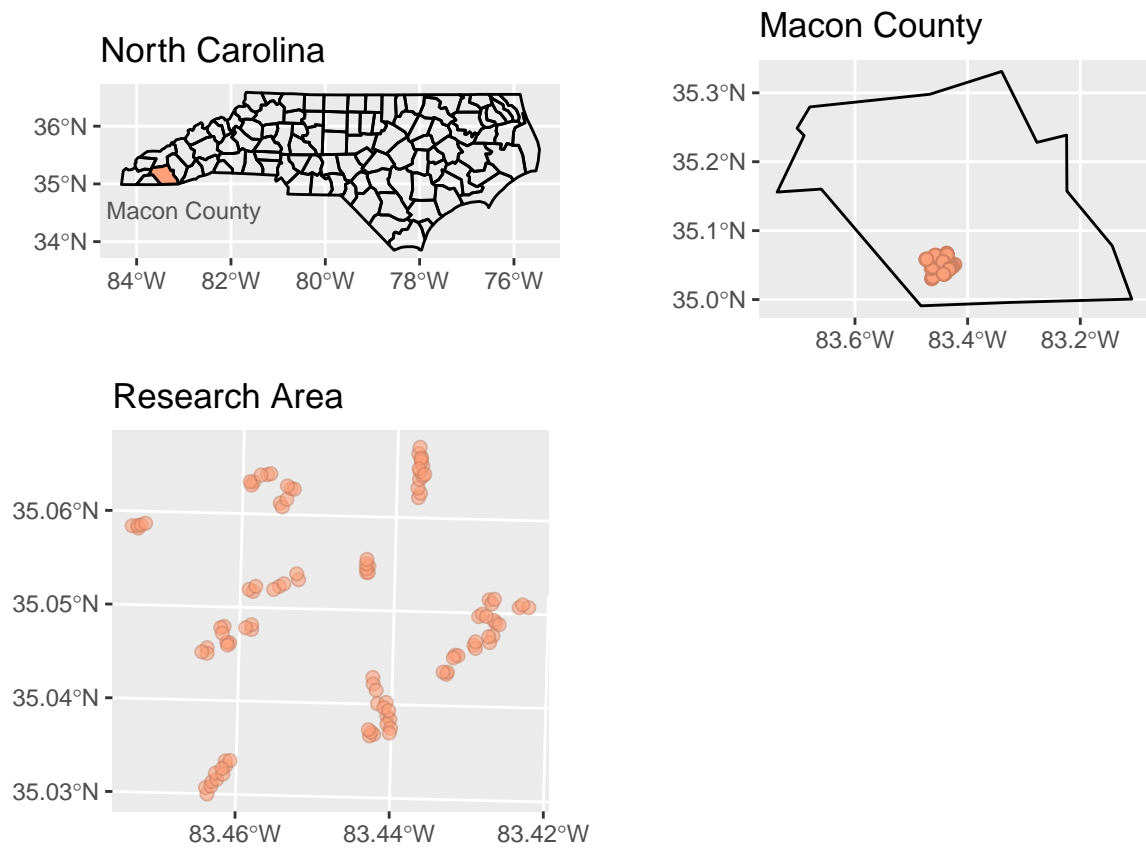 North Carolina
36°N
35°N
34°N
Macon County
84°W 82°W 80°W 78°W 76°W
Macon County
35.3°N
35.2°N
35.1°N
35.0°N
83.6°W 83.4°W 83.2°W
Research Area
35.06°N
35.05°N
35.04°N
35.03°N
83.46°W 83.44°W 83.42°W